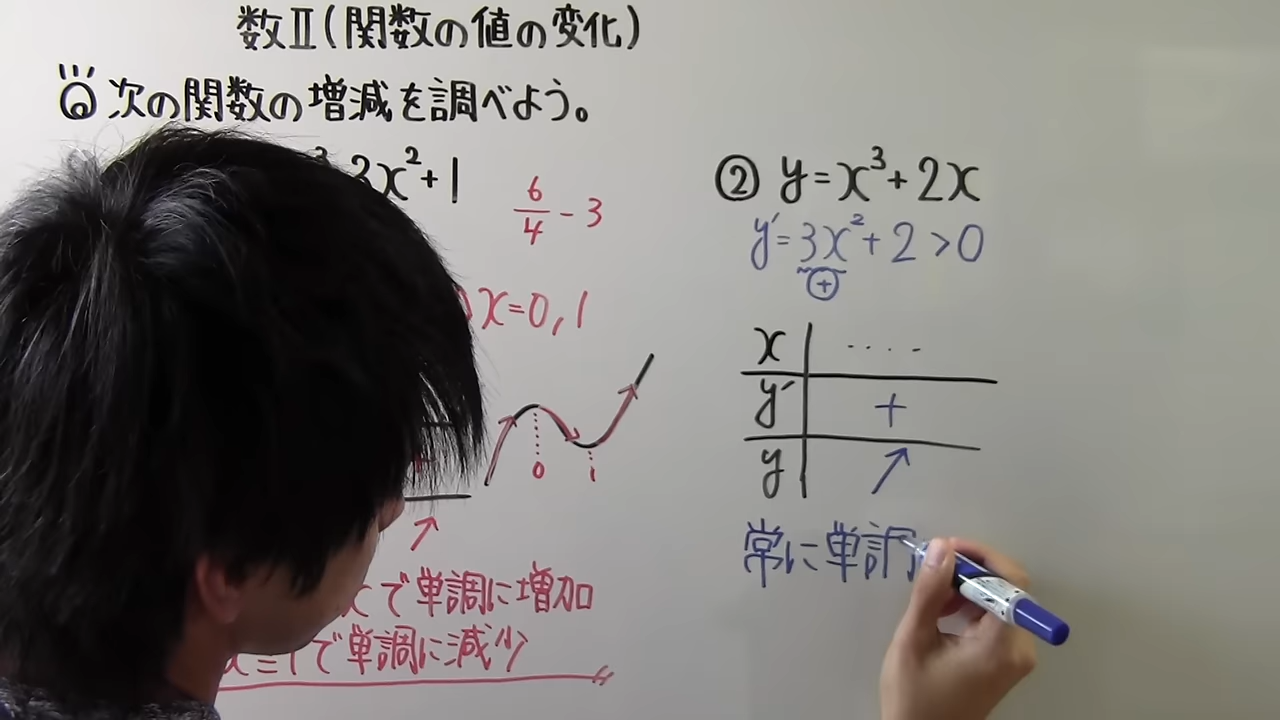 数Ⅱ(関数の値の変化)
Q 次の関数の増減を調べよう。
3x²+1
6/4 - 3
x=0,1
0 1
xで単調に増加
x≦1で単調に減少
② y=x³+2x
y'=3x²+2>0
+
x ‥‥
y' +
y ↗
常に単調